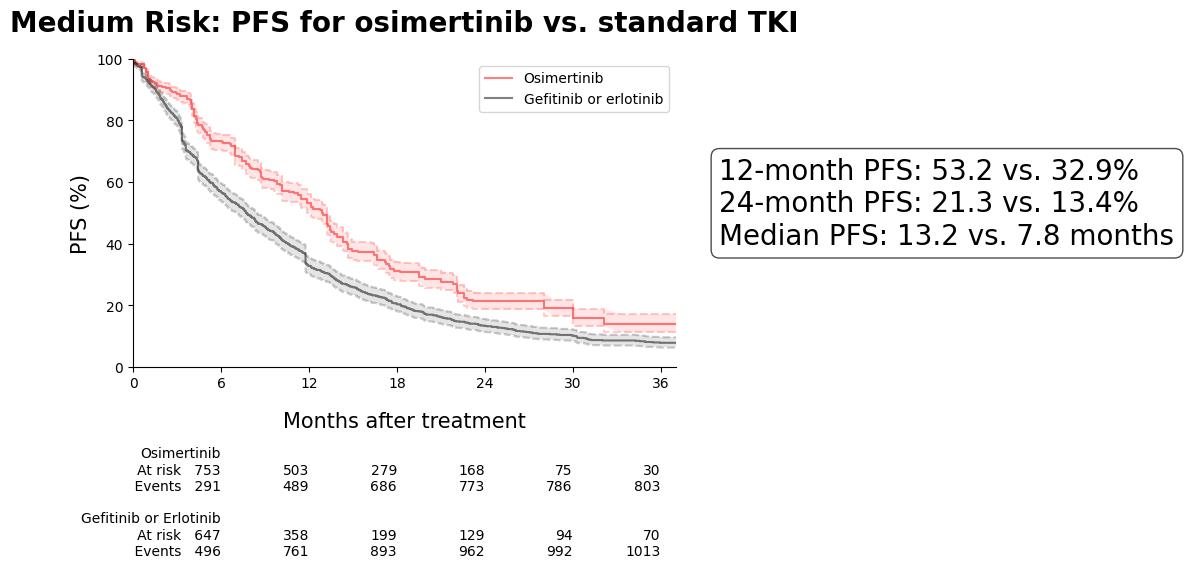 Medium Risk: PFS for osimertinib vs. standard TKI
100
80
60
40
20
0
PFS (%)
Osimertinib
Gefitinib or erlotinib
12-month PFS: 53.2 vs. 32.9%
24-month PFS: 21.3 vs. 13.4%
Median PFS: 13.2 vs. 7.8 months
0 6 12 18 24 30 36
Months after treatment
Osimertinib
At risk 753 503 279 168 75 30
Events 291 489 686 773 786 803
Gefitinib or Erlotinib
At risk 647 358 199 129 94 70
Events 496 761 893 962 992 1013